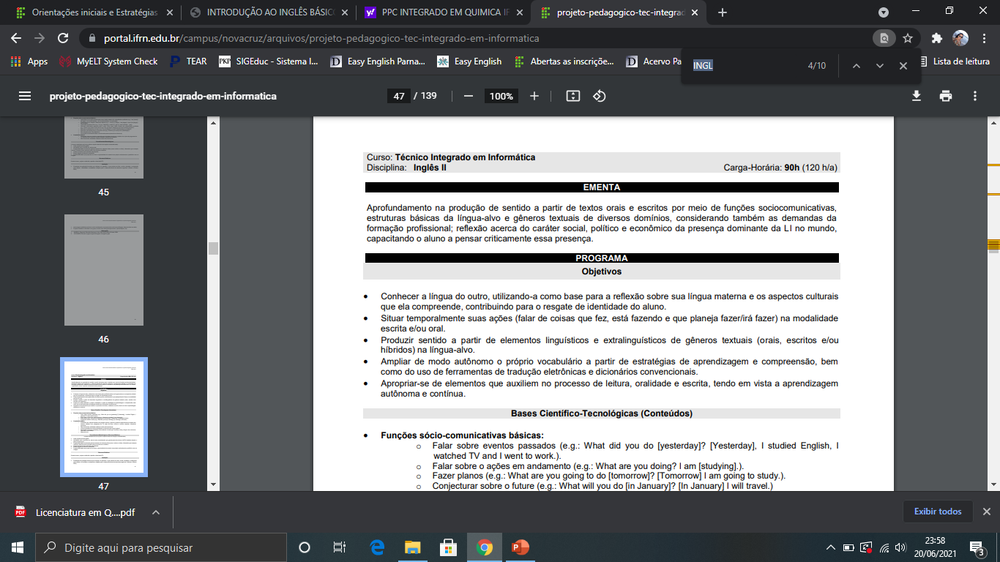 Orientações iniciais e Estratégias
INTRODUÇÃO AO INGLÊS BÁSIC
PPC INTEGRADO EM QUIMICA IF
projeto-pedagogico-tec-integrad
portal.ifrn.edu.br/campus/novacruz/arquivos/projeto-pedagogico-tec-integrado-em-informatica
Apps
MyELT System Check
TEAR
SIGEduc - Sistema I...
Easy English Parna...
Easy English
Abertas as inscriçõe...
Acervo Pa
Lista de leitura
INGL
4/10
projeto-pedagogico-tec-integrado-em-informatica
47 / 139
100%
45
46
47
Curso: Técnico Integrado em Informática
Disciplina: Inglês II Carga-Horária: 90h (120 h/a)
EMENTA
Aprofundamento na produção de sentido a partir de textos orais e escritos por meio de funções sociocomunicativas,
estruturas básicas da língua-alvo e gêneros textuais de diversos domínios, considerando também as demandas da
formação profissional; reflexão acerca do caráter social, político e econômico da presença dominante da LI no mundo,
capacitando o aluno a pensar criticamente essa presença.
PROGRAMA
Objetivos
• Conhecer a língua do outro, utilizando-a como base para a reflexão sobre sua língua materna e os aspectos culturais
que ela compreende, contribuindo para o resgate de identidade do aluno.
• Situar temporalmente suas ações (falar de coisas que fez, está fazendo e que planeja fazer/irá fazer) na modalidade
escrita e/ou oral.
• Produzir sentido a partir de elementos linguísticos e extralinguísticos de gêneros textuais (orais, escritos e/ou
híbridos) na língua-alvo.
• Ampliar de modo autônomo o próprio vocabulário a partir de estratégias de aprendizagem e compreensão, bem
como do uso de ferramentas de tradução eletrônicas e dicionários convencionais.
• Apropriar-se de elementos que auxiliem no processo de leitura, oralidade e escrita, tendo em vista a aprendizagem
autônoma e contínua.
Bases Científico-Tecnológicas (Conteúdos)
• Funções sócio-comunicativas básicas:
o Falar sobre eventos passados (e.g.: What did you do [yesterday]? [Yesterday], I studied English, I
watched TV and I went to work.).
o Falar sobre o ações em andamento (e.g.: What are you doing? I am [studying].).
o Fazer planos (e.g.: What are you going to do [tomorrow]? [Tomorrow] I am going to study.).
o Conjecturar sobre o future (e.g.: What will you do [in January]? [In January] I will travel.)
Licenciatura em Q....pdf
Exibir todos
Digite aqui para pesquisar
23:58
20/06/2021
3